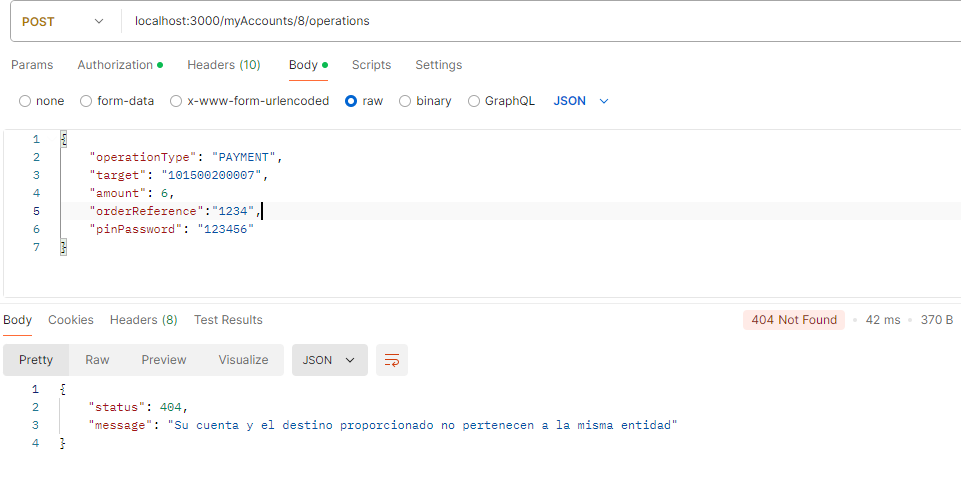 POST localhost:3000/myAccounts/8/operations
Params Authorization Headers (10) Body Scripts Settings
none form-data x-www-form-urlencoded raw binary GraphQL JSON
1 {
2 "operationType": "PAYMENT",
3 "target": "101500200007",
4 "amount": 6,
5 "orderReference":"1234",
6 "pinPassword": "123456"
7 }
Body Cookies Headers (8) Test Results 404 Not Found 42 ms 370 B
Pretty Raw Preview Visualize JSON
1 {
2 "status": 404,
3 "message": "Su cuenta y el destino proporcionado no pertenecen a la misma entidad"
4 }